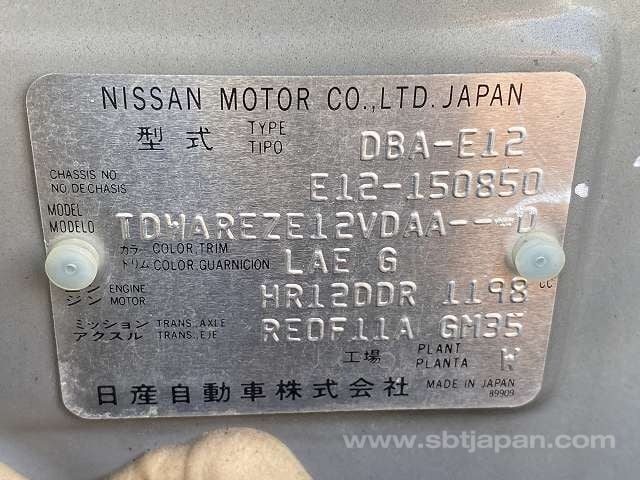 NISSAN MOTOR CO.,LTD. JAPAN
型式 TYPE TIPO DBA-E12
CHASSIS NO NO. DE CHASIS E12-150850
MODEL MODELO TDMAREZE12VDAA----D
カラー COLOR, TRIM
トリム COLOR, GUARNICION LAE G
ENGINE ジン MOTOR HR12DDR 1198 CC
ミッション TRANS., AXLE
アクスル TRANS., EJE RE0F11A GM35
工場 PLANT PLANTA W
日産自動車株式会社 MADE IN JAPAN
89909
www.sbtjapan.com